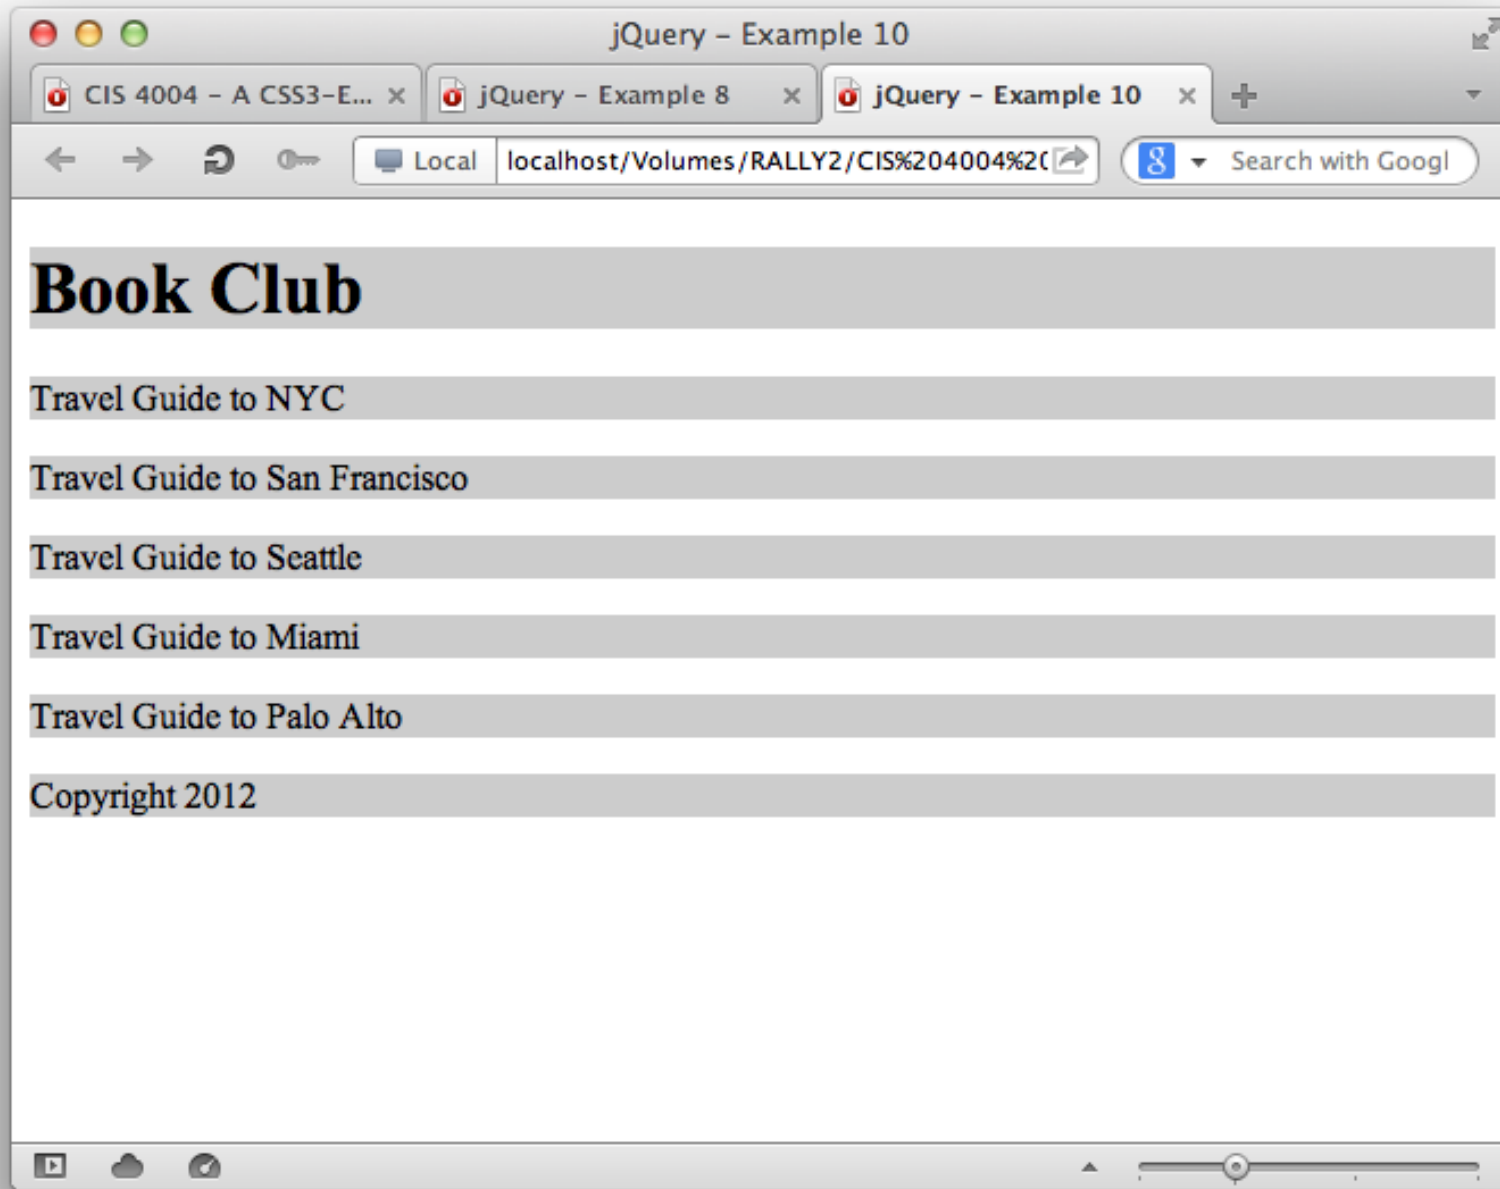 jQuery – Example 10
CIS 4004 – A CSS3-E... jQuery – Example 8 jQuery – Example 10
Local localhost/Volumes/RALLY2/CIS%204004%20 8 Search with Googl
Book Club
Travel Guide to NYC
Travel Guide to San Francisco
Travel Guide to Seattle
Travel Guide to Miami
Travel Guide to Palo Alto
Copyright 2012